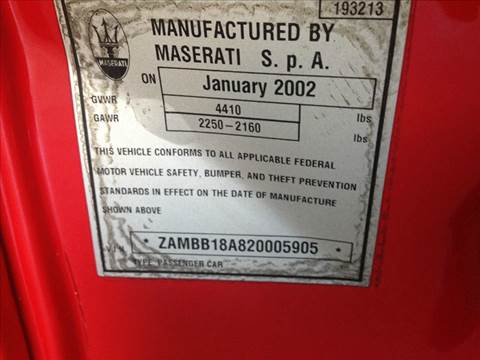 193213
MANUFACTURED BY
MASERATI S. p A.
MASERATI
ON January 2002
GVWR 4410 lbs
GAWR 2250-2160 lbs
THIS VEHICLE CONFORMS TO ALL APPLICABLE FEDERAL
MOTOR VEHICLE SAFETY, BUMPER, AND THEFT PREVENTION
STANDARDS IN EFFECT ON THE DATE OF MANUFACTURE
SHOWN ABOVE
V.I.N. • ZAMBB18A820005905 •
TYPE: PASSENGER CAR